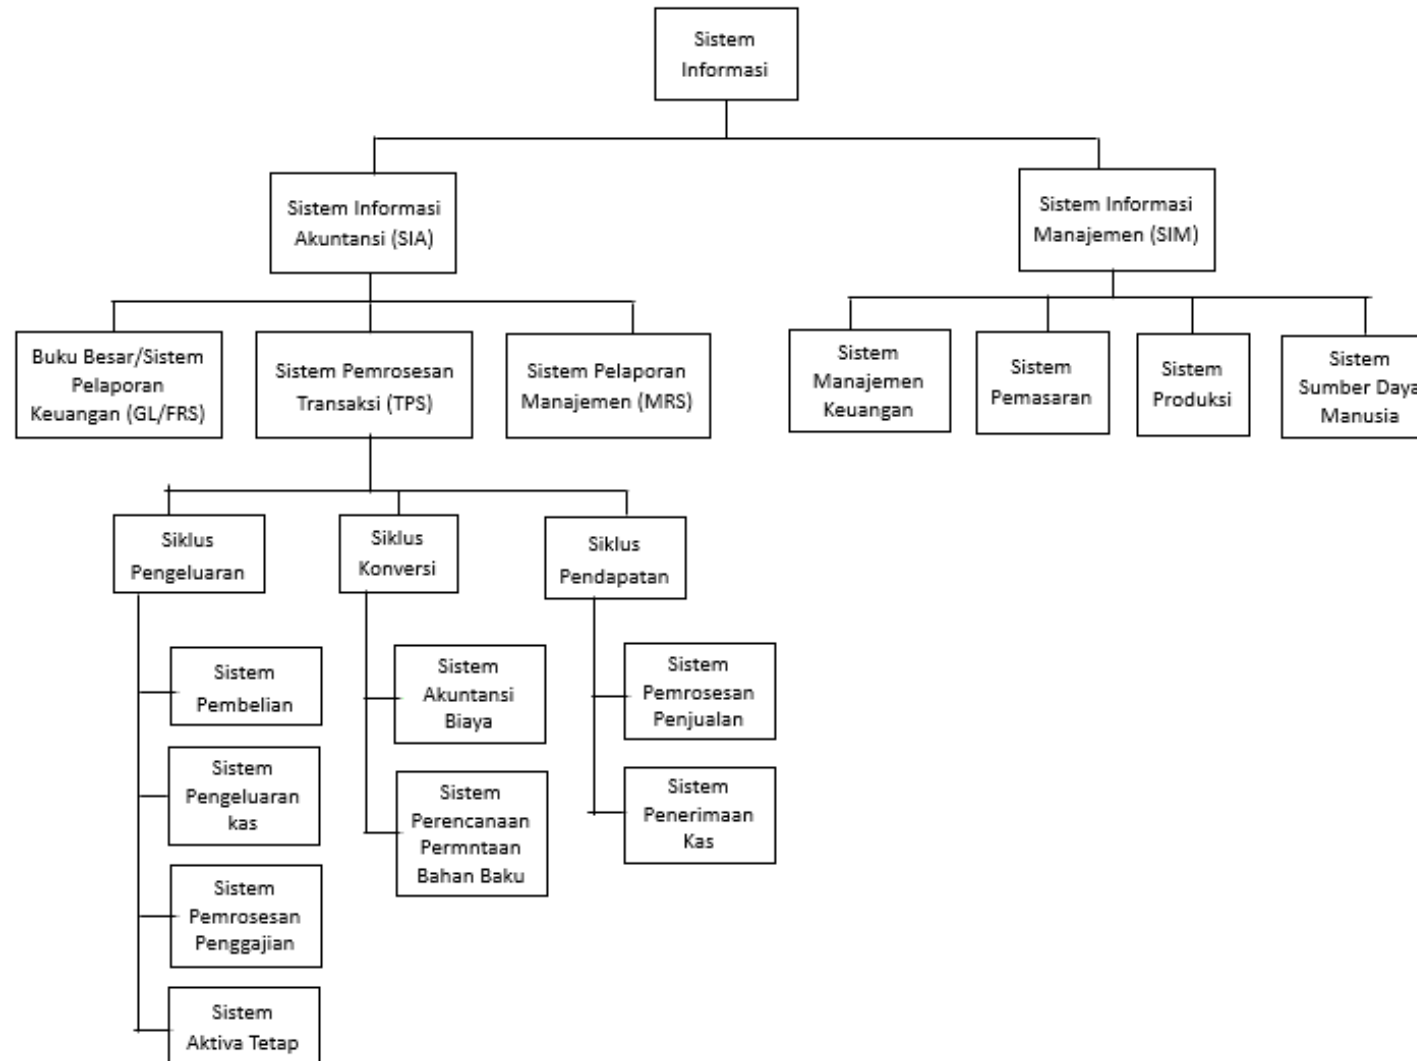 Sistem
Informasi
Sistem Informasi
Akuntansi (SIA)
Sistem Informasi
Manajemen (SIM)
Buku Besar/Sistem
Pelaporan
Keuangan (GL/FRS)
Sistem Pemrosesan
Transaksi (TPS)
Sistem Pelaporan
Manajemen (MRS)
Sistem
Manajemen
Keuangan
Sistem
Pemasaran
Sistem
Produksi
Sistem
Sumber Daya
Manusia
Siklus
Pengeluaran
Siklus
Konversi
Siklus
Pendapatan
Sistem
Pembelian
Sistem
Pengeluaran
kas
Sistem
Pemrosesan
Penggajian
Sistem
Aktiva Tetap
Sistem
Akuntansi
Biaya
Sistem
Perencanaan
Permntaan
Bahan Baku
Sistem
Pemrosesan
Penjualan
Sistem
Penerimaan
Kas